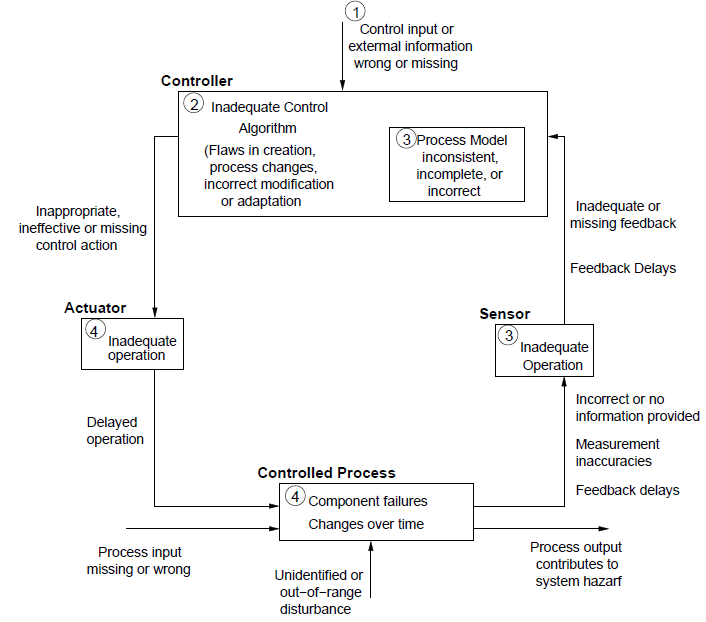 1
Control input or
external information
wrong or missing
Controller
2 Inadequate Control
Algorithm
(Flaws in creation,
process changes,
incorrect modification
or adaptation
3 Process Model
inconsistent,
incomplete, or
incorrect
Inappropriate,
ineffective or missing
control action
Inadequate or
missing feedback
Feedback Delays
Actuator
4 Inadequate
operation
Sensor
3 Inadequate
Operation
Delayed
operation
Incorrect or no
information provided
Measurement
inaccuracies
Feedback delays
Controlled Process
4 Component failures
Changes over time
Process input
missing or wrong
Unidentified or
out−of−range
disturbance
Process output
contributes to
system hazarf